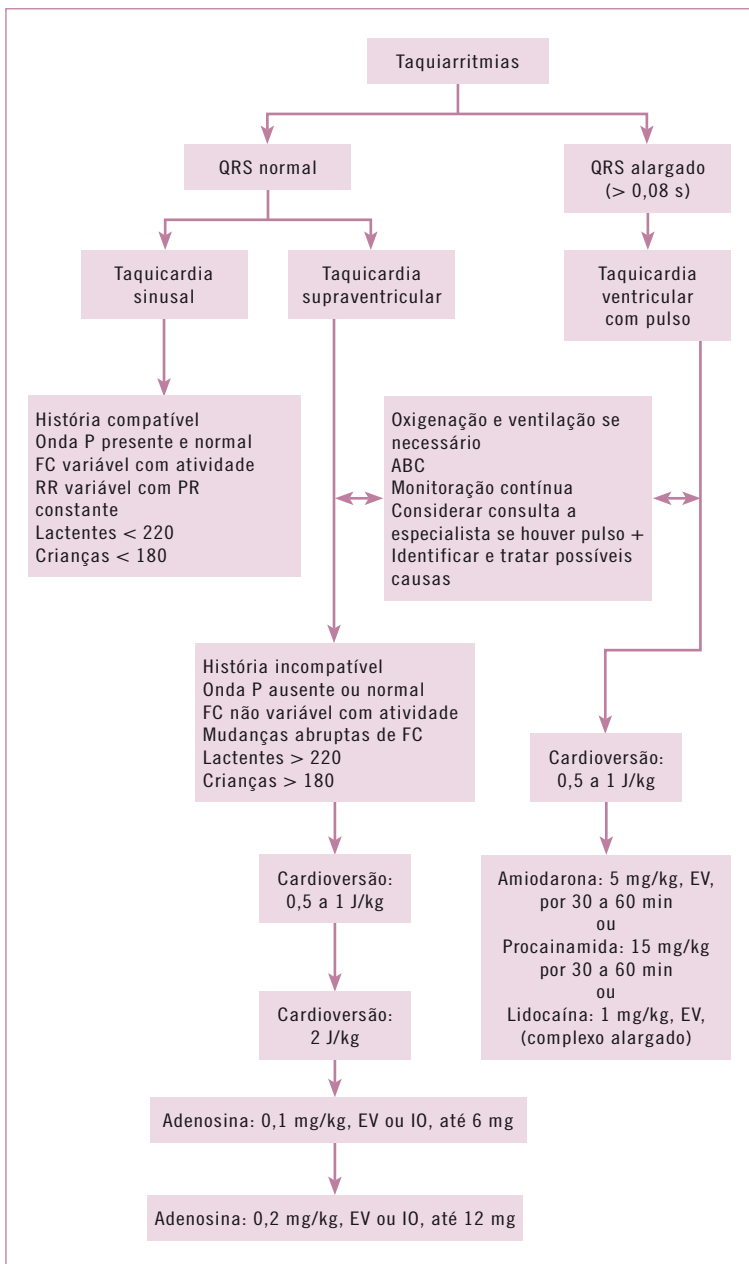 Taquiarritmias
QRS normal
QRS alargado
(> 0,08 s)
Taquicardia
sinusal
Taquicardia
supraventricular
Taquicardia
ventricular
com pulso
História compatível
Onda P presente e normal
FC variável com atividade
RR variável com PR
constante
Lactentes < 220
Crianças < 180
Oxigenação e ventilação se
necessário
ABC
Monitoração contínua
Considerar consulta a
especialista se houver pulso +
Identificar e tratar possíveis
causas
História incompatível
Onda P ausente ou normal
FC não variável com atividade
Mudanças abruptas de FC
Lactentes > 220
Crianças > 180
Cardioversão:
0,5 a 1 J/kg
Cardioversão:
0,5 a 1 J/kg
Amiodarona: 5 mg/kg, EV,
por 30 a 60 min
ou
Procainamida: 15 mg/kg
por 30 a 60 min
ou
Lidocaína: 1 mg/kg, EV,
(complexo alargado)
Cardioversão:
2 J/kg
Adenosina: 0,1 mg/kg, EV ou IO, até 6 mg
Adenosina: 0,2 mg/kg, EV ou IO, até 12 mg